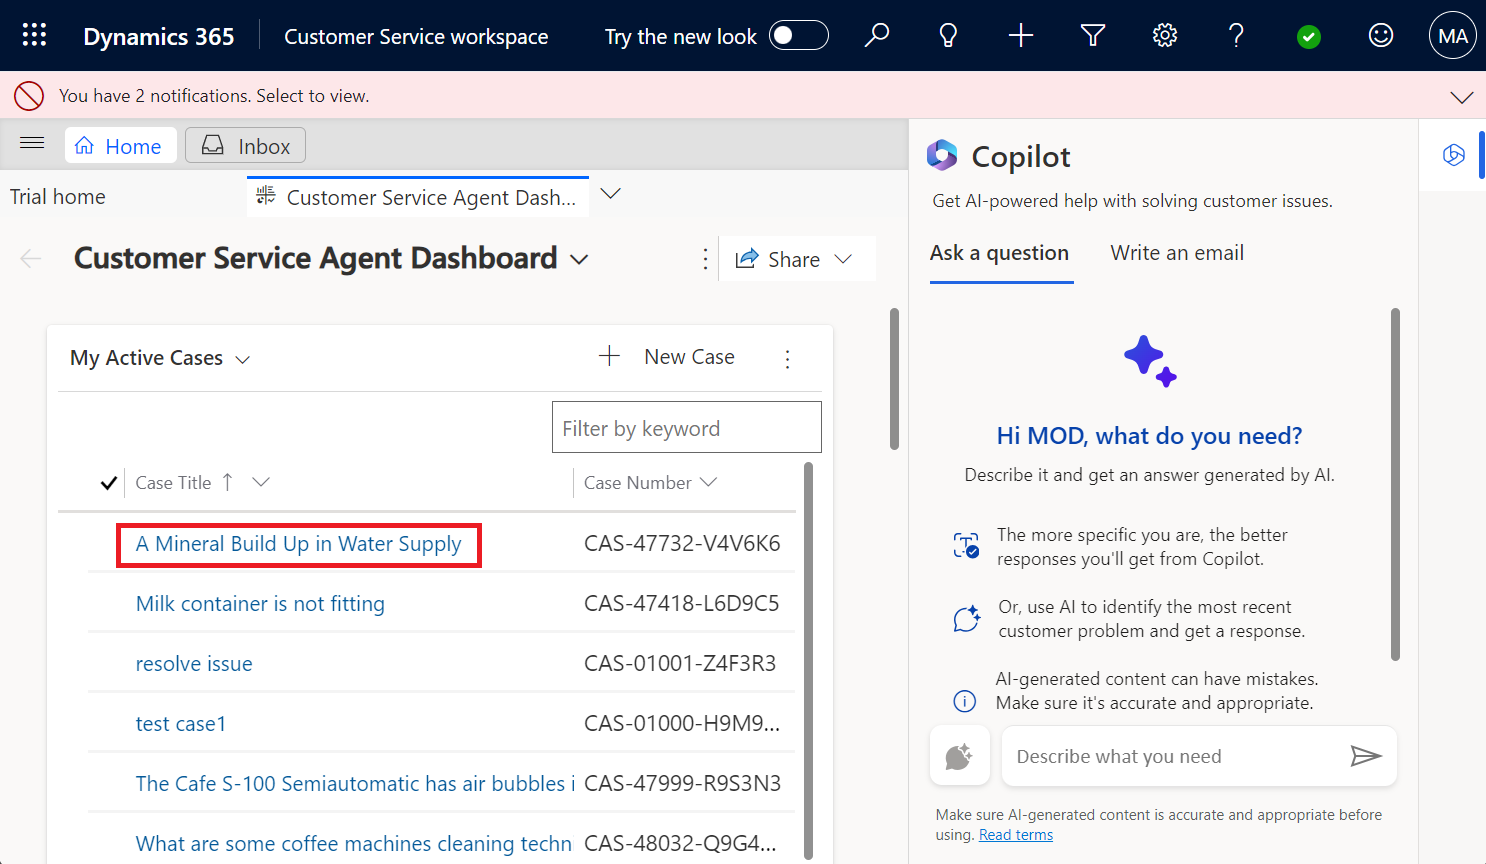 Dynamics 365
Customer Service workspace
Try the new look
MA
You have 2 notifications. Select to view.
Home
Inbox
Trial home
Customer Service Agent Dash...
Customer Service Agent Dashboard
Share
My Active Cases
New Case
Filter by keyword
Case Title
Case Number
A Mineral Build Up in Water Supply
CAS-47732-V4V6K6
Milk container is not fitting
CAS-47418-L6D9C5
resolve issue
CAS-01001-Z4F3R3
test case1
CAS-01000-H9M9...
The Cafe S-100 Semiautomatic has air bubbles i
CAS-47999-R9S3N3
What are some coffee machines cleaning techn
CAS-48032-Q9G4...
Copilot
Get AI-powered help with solving customer issues.
Ask a question
Write an email
Hi MOD, what do you need?
Describe it and get an answer generated by AI.
The more specific you are, the better
responses you'll get from Copilot.
Or, use AI to identify the most recent
customer problem and get a response.
AI-generated content can have mistakes.
Make sure it's accurate and appropriate.
Describe what you need
Make sure AI-generated content is accurate and appropriate before
using. Read terms